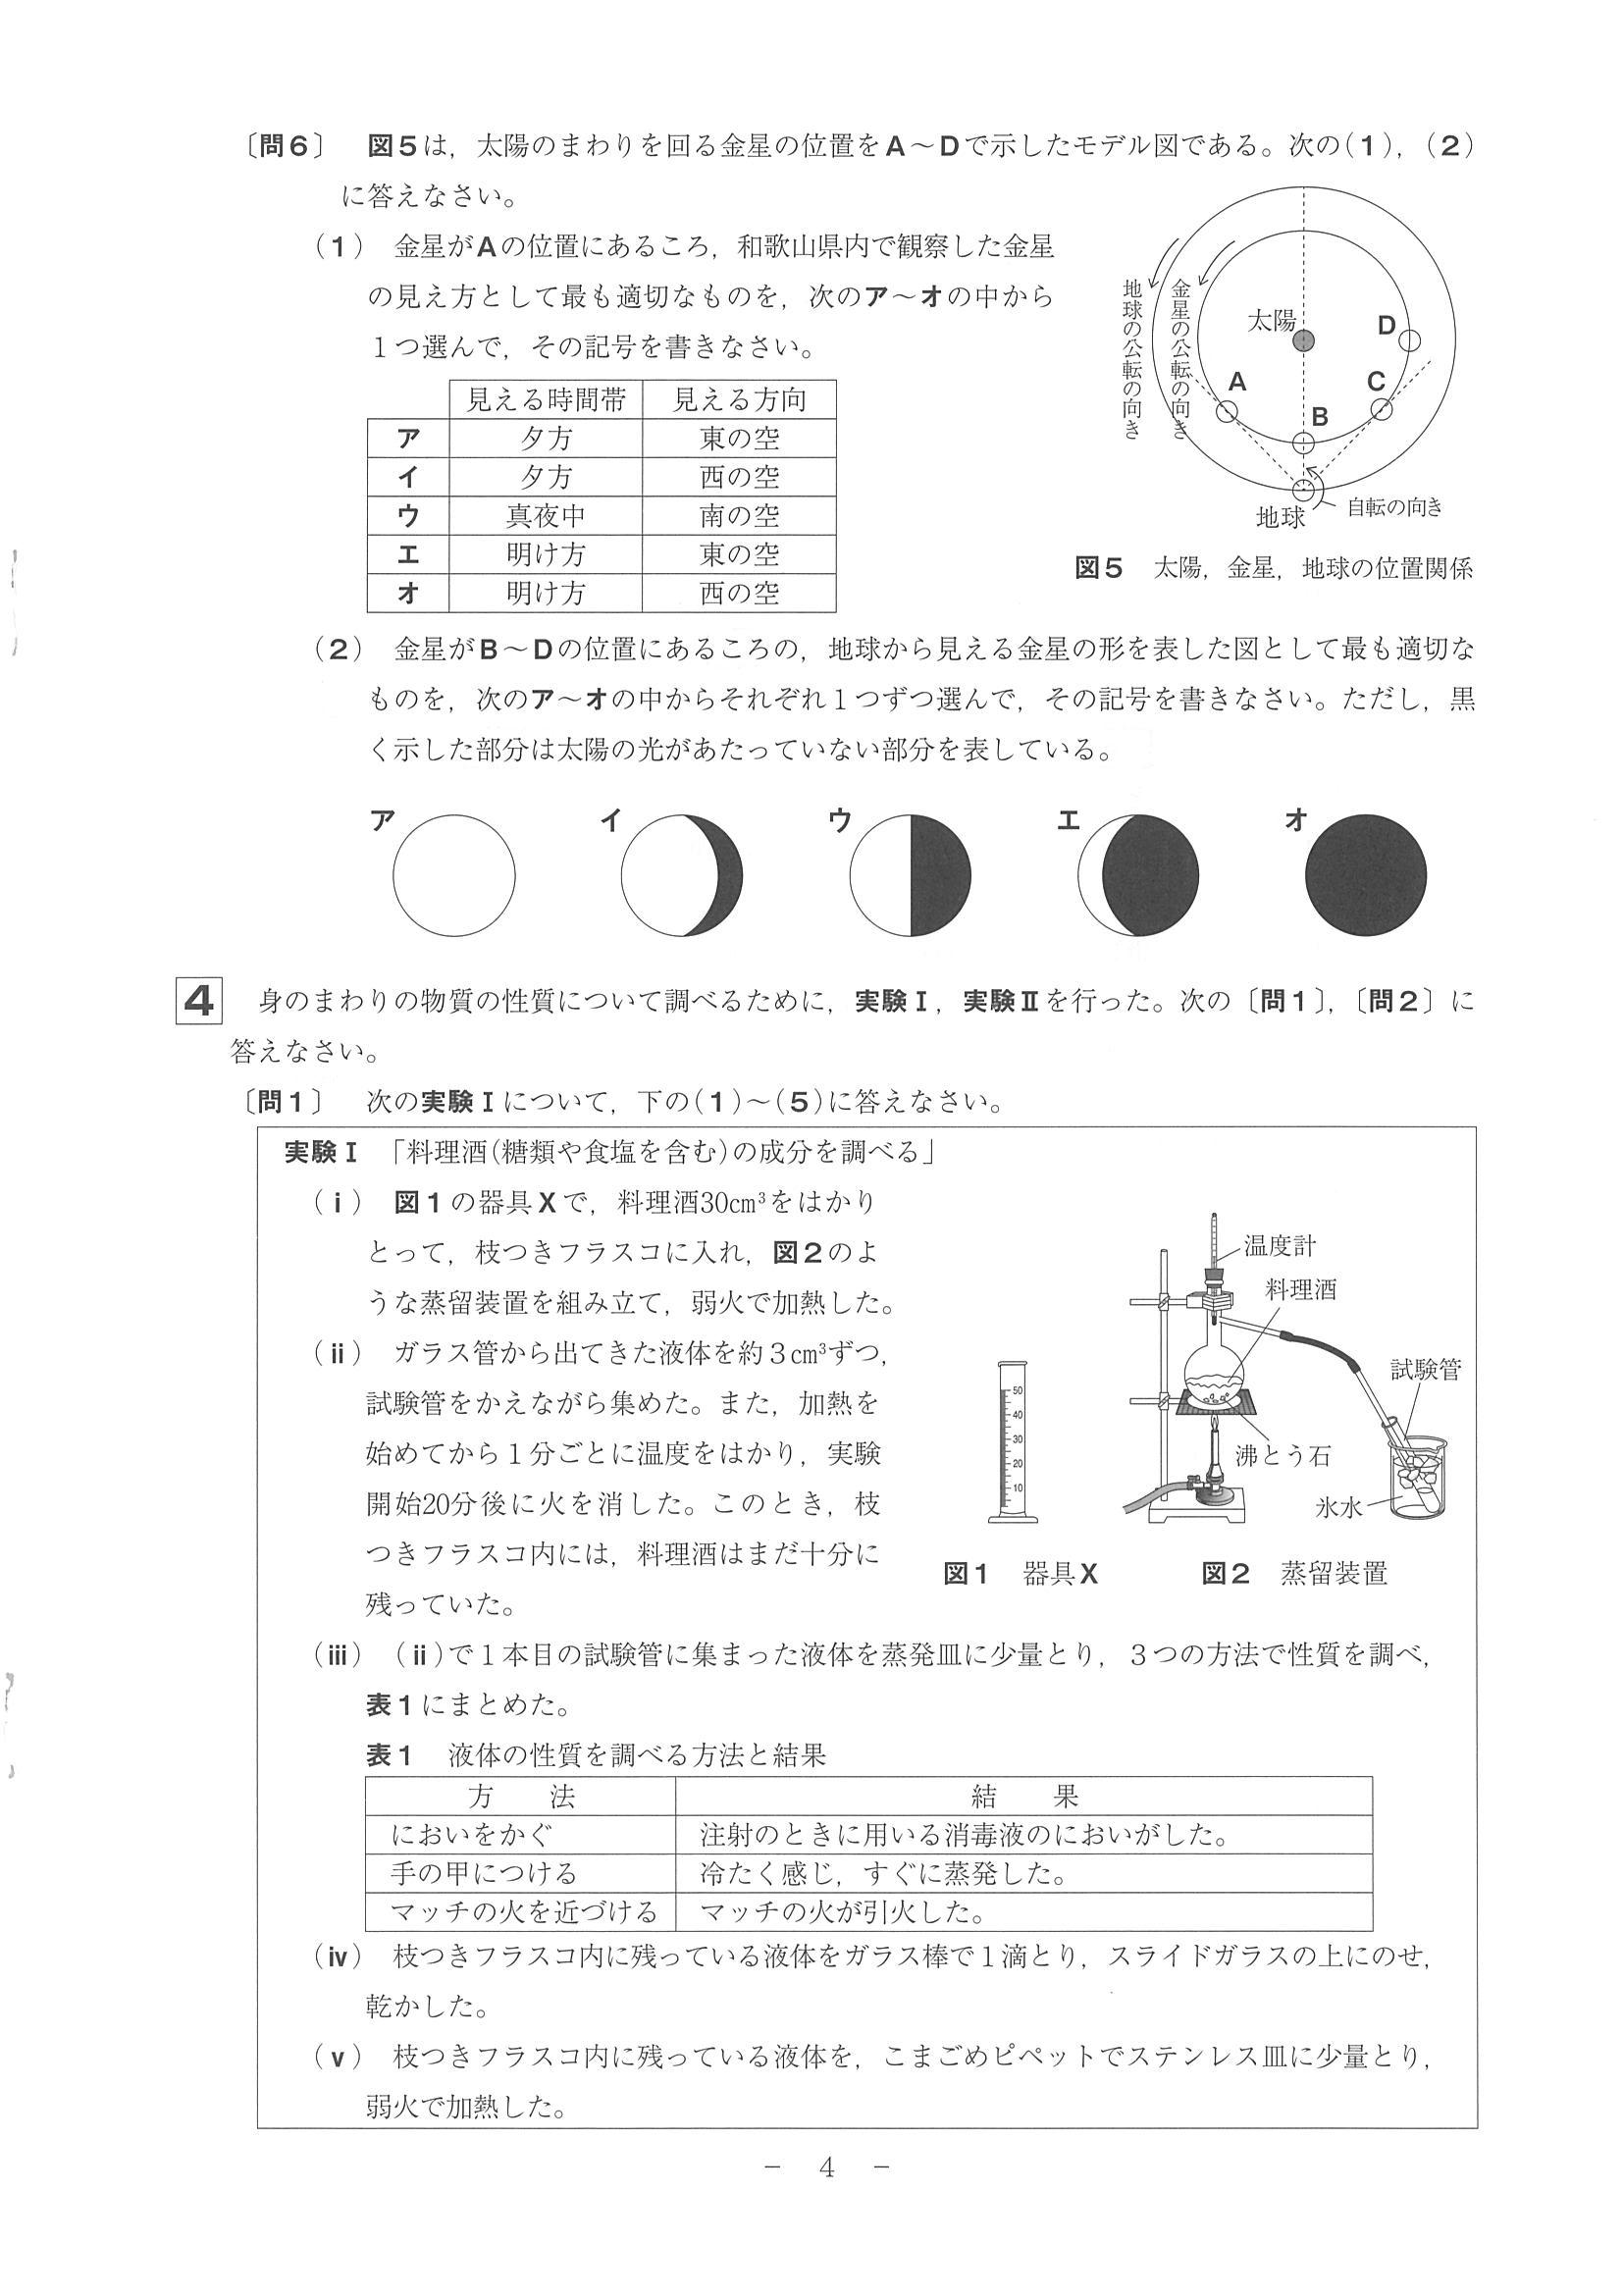 〔問6〕　図5は，太陽のまわりを回る金星の位置をA～Dで示したモデル図である。次の(1)，(2)
に答えなさい。
(1)　金星がAの位置にあるころ，和歌山県内で観察した金星
の見え方として最も適切なものを，次のア～オの中から
1つ選んで，その記号を書きなさい。
見える時間帯　見える方向
ア　夕方　東の空
イ　夕方　西の空
ウ　真夜中　南の空
エ　明け方　東の空
オ　明け方　西の空
地球の公転の向き
金星の公転の向き
太陽
D
A
C
B
地球
自転の向き
図5　太陽，金星，地球の位置関係
(2)　金星がB～Dの位置にあるころの，地球から見える金星の形を表した図として最も適切な
ものを，次のア～オの中からそれぞれ1つずつ選んで，その記号を書きなさい。ただし，黒
く示した部分は太陽の光があたっていない部分を表している。
ア　イ　ウ　エ　オ
4　身のまわりの物質の性質について調べるために，実験Ⅰ，実験Ⅱを行った。次の〔問1〕，〔問2〕に
答えなさい。
〔問1〕　次の実験Ⅰについて，下の(1)～(5)に答えなさい。
実験Ⅰ　「料理酒(糖類や食塩を含む)の成分を調べる」
(ⅰ)　図1の器具Xで，料理酒30cm³をはかり
とって，枝つきフラスコに入れ，図2のよ
うな蒸留装置を組み立て，弱火で加熱した。
(ⅱ)　ガラス管から出てきた液体を約3cm³ずつ，
試験管をかえながら集めた。また，加熱を
始めてから1分ごとに温度をはかり，実験
開始20分後に火を消した。このとき，枝
つきフラスコ内には，料理酒はまだ十分に
残っていた。
50
40
30
20
10
温度計
料理酒
試験管
沸とう石
氷水
図1　器具X
図2　蒸留装置
(ⅲ)　(ⅱ)で1本目の試験管に集まった液体を蒸発皿に少量とり，3つの方法で性質を調べ，
表1にまとめた。
表1　液体の性質を調べる方法と結果
方　法　結　果
においをかぐ　注射のときに用いる消毒液のにおいがした。
手の甲につける　冷たく感じ，すぐに蒸発した。
マッチの火を近づける　マッチの火が引火した。
(ⅳ)　枝つきフラスコ内に残っている液体をガラス棒で1滴とり，スライドガラスの上にのせ，
乾かした。
(ⅴ)　枝つきフラスコ内に残っている液体を，こまごめピペットでステンレス皿に少量とり，
弱火で加熱した。
－　4　－